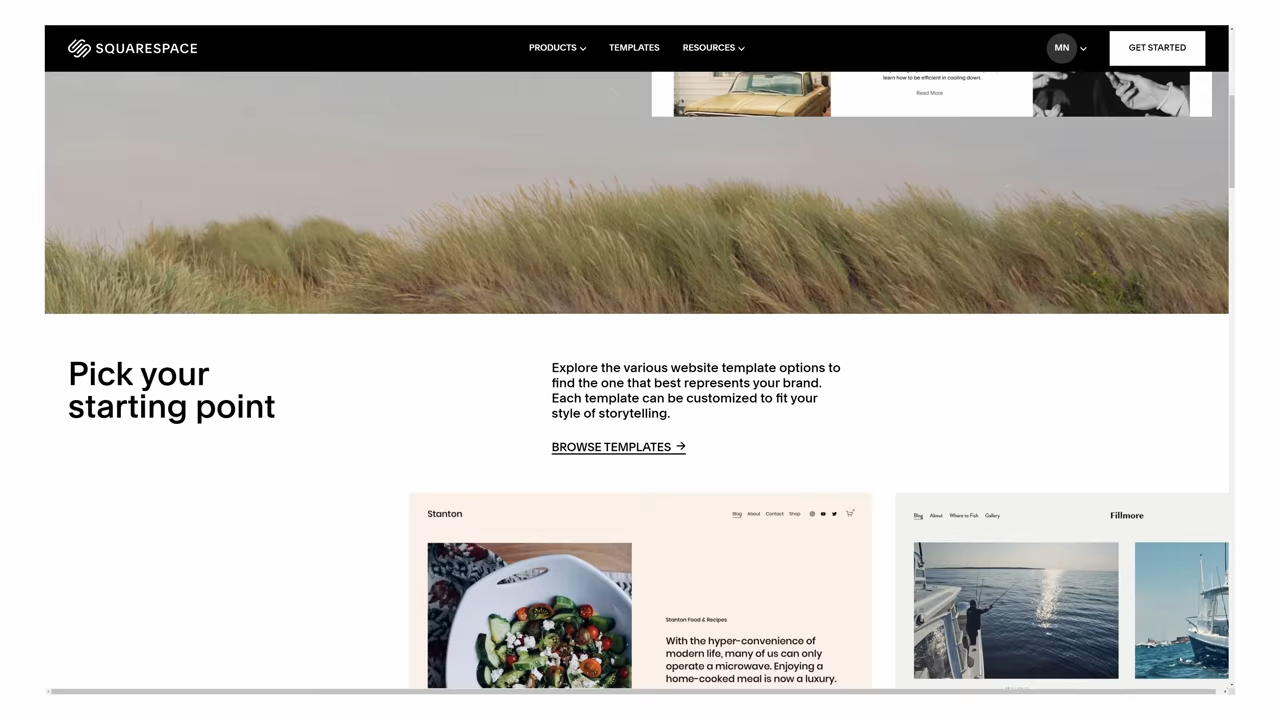 SQUARESPACE
PRODUCTS
TEMPLATES
RESOURCES
MN
GET STARTED
learn how to be efficient in cooling down.
Read More
Pick your
starting point
Explore the various website template options to
find the one that best represents your brand.
Each template can be customized to fit your
style of storytelling.
BROWSE TEMPLATES →
Stanton
Blog About Contact Shop
Stanton Food & Recipes
With the hyper-convenience of
modern life, many of us can only
operate a microwave. Enjoying a
home-cooked meal is now a luxury.
Blog About Where to Fish Gallery
Fillmore